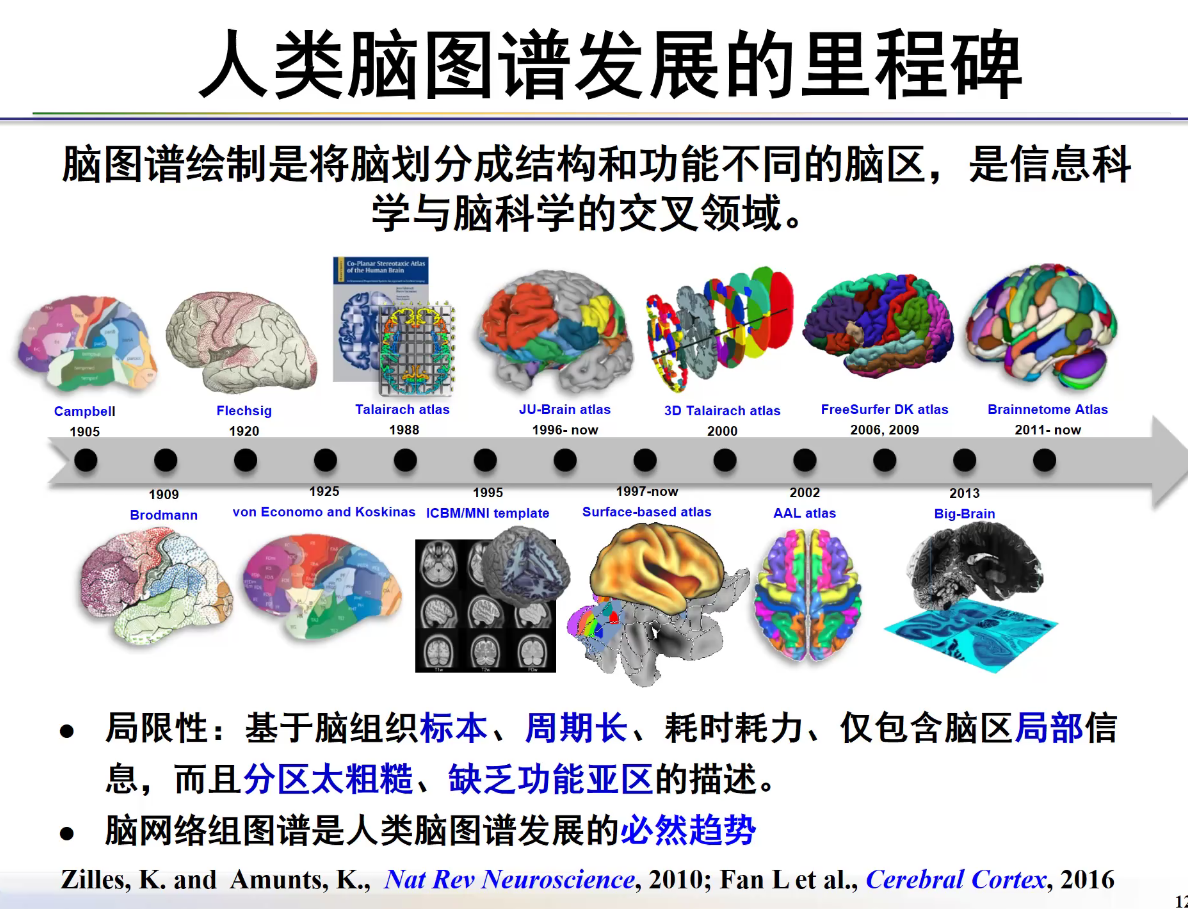 人类脑图谱发展的里程碑
脑图谱绘制是将脑划分成结构和功能不同的脑区，是信息科
学与脑科学的交叉领域。
Co-Planar Stereotaxic Atlas
of the Human Brain
Campbell
Flechsig
Talairach atlas
JU-Brain atlas
3D Talairach atlas
FreeSurfer DK atlas
Brainnetome Atlas
1905
1920
1988
1996- now
2000
2006, 2009
2011- now
1909
1925
1995
1997-now
2002
2013
Brodmann
von Economo and Koskinas
ICBM/MNI template
Surface-based atlas
AAL atlas
Big-Brain
● 局限性：基于脑组织标本、周期长、耗时耗力、仅包含脑区局部信
息，而且分区太粗糙、缺乏功能亚区的描述。
● 脑网络组图谱是人类脑图谱发展的必然趋势
Zilles, K. and Amunts, K., Nat Rev Neuroscience, 2010; Fan L et al., Cerebral Cortex, 2016
12